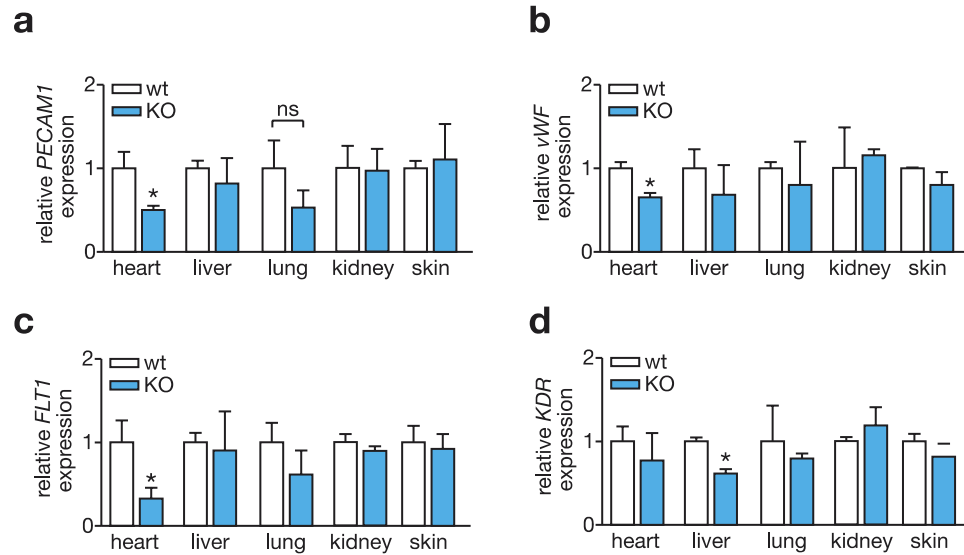 a
relative PECAM1
expression
2
1
0
wt
KO
ns
*
heart liver lung kidney skin
b
relative vWF
expression
2
1
0
wt
KO
*
heart liver lung kidney skin
c
relative FLT1
expression
2
1
0
wt
KO
*
heart liver lung kidney skin
d
relative KDR
expression
2
1
0
wt
KO
*
heart liver lung kidney skin